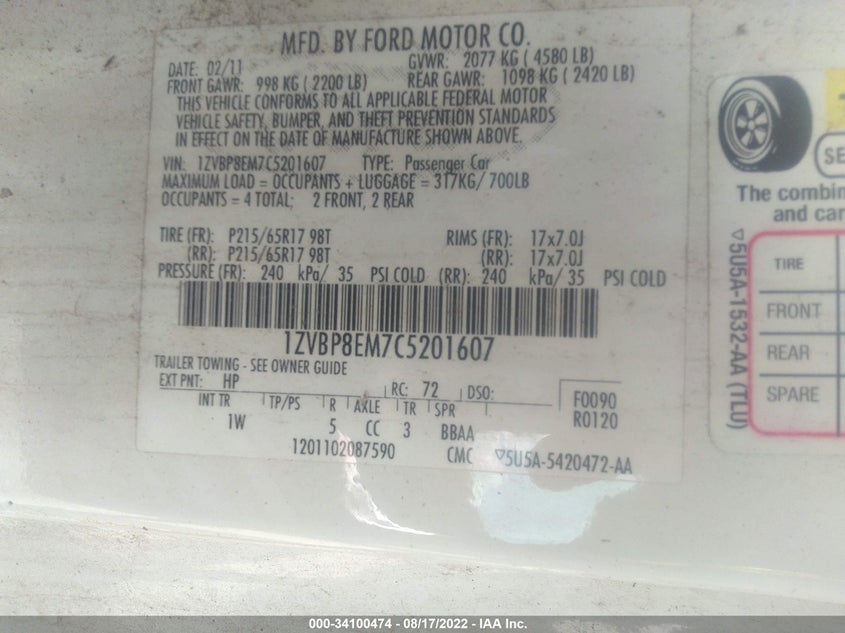 MFD. BY FORD MOTOR CO.
DATE: 02/11 GVWR: 2077 KG ( 4580 LB)
FRONT GAWR: 998 KG ( 2200 LB) REAR GAWR: 1098 KG ( 2420 LB)
THIS VEHICLE CONFORMS TO ALL APPLICABLE FEDERAL MOTOR
VEHICLE SAFETY, BUMPER, AND THEFT PREVENTION STANDARDS
IN EFFECT ON THE DATE OF MANUFACTURE SHOWN ABOVE.
VIN: 1ZVBP8EM7C5201607 TYPE: Passenger Car
MAXIMUM LOAD = OCCUPANTS + LUGGAGE = 317KG/ 700LB
OCCUPANTS = 4 TOTAL: 2 FRONT, 2 REAR
TIRE (FR): P215/65R17 98T RIMS (FR): 17x7.0J
(RR): P215/65R17 98T (RR): 17x7.0J
PRESSURE (FR): 240 kPa/ 35 PSI COLD (RR): 240 kPa/ 35 PSI COLD
1ZVBP8EM7C5201607
TRAILER TOWING - SEE OWNER GUIDE
EXT PNT: HP RC: 72 DSO: F0090
INT TR TP/PS R AXLE TR SPR R0120
1W 5 CC 3 BBAA
1201102087590 CMC ▽5U5A-5420472-AA
The combin
and car
TIRE
FRONT
REAR
SPARE
▽5U5A-1532-AA (TLU)
000-34100474 - 08/17/2022 - IAA Inc.